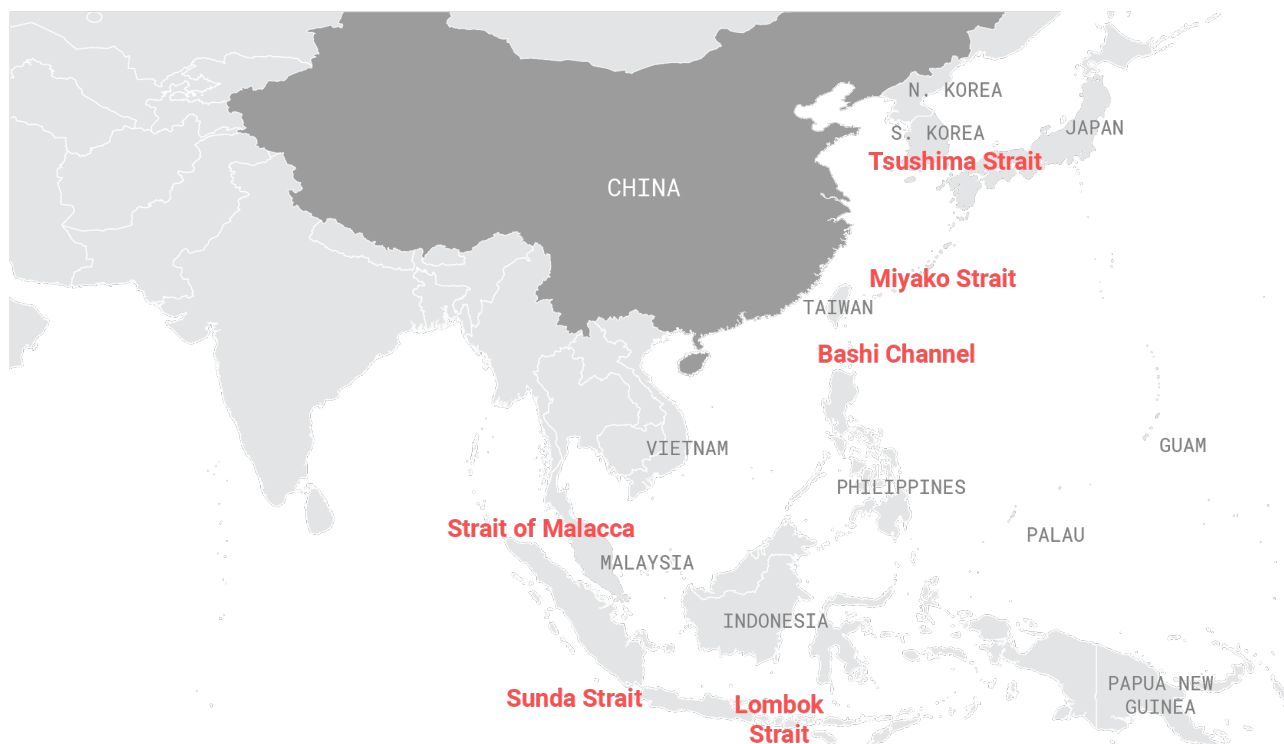 N. KOREA
S. KOREA
JAPAN
Tsushima Strait
CHINA
Miyako Strait
TAIWAN
Bashi Channel
VIETNAM
GUAM
PHILIPPINES
Strait of Malacca
PALAU
MALAYSIA
INDONESIA
PAPUA NEW
GUINEA
Sunda Strait
Lombok
Strait